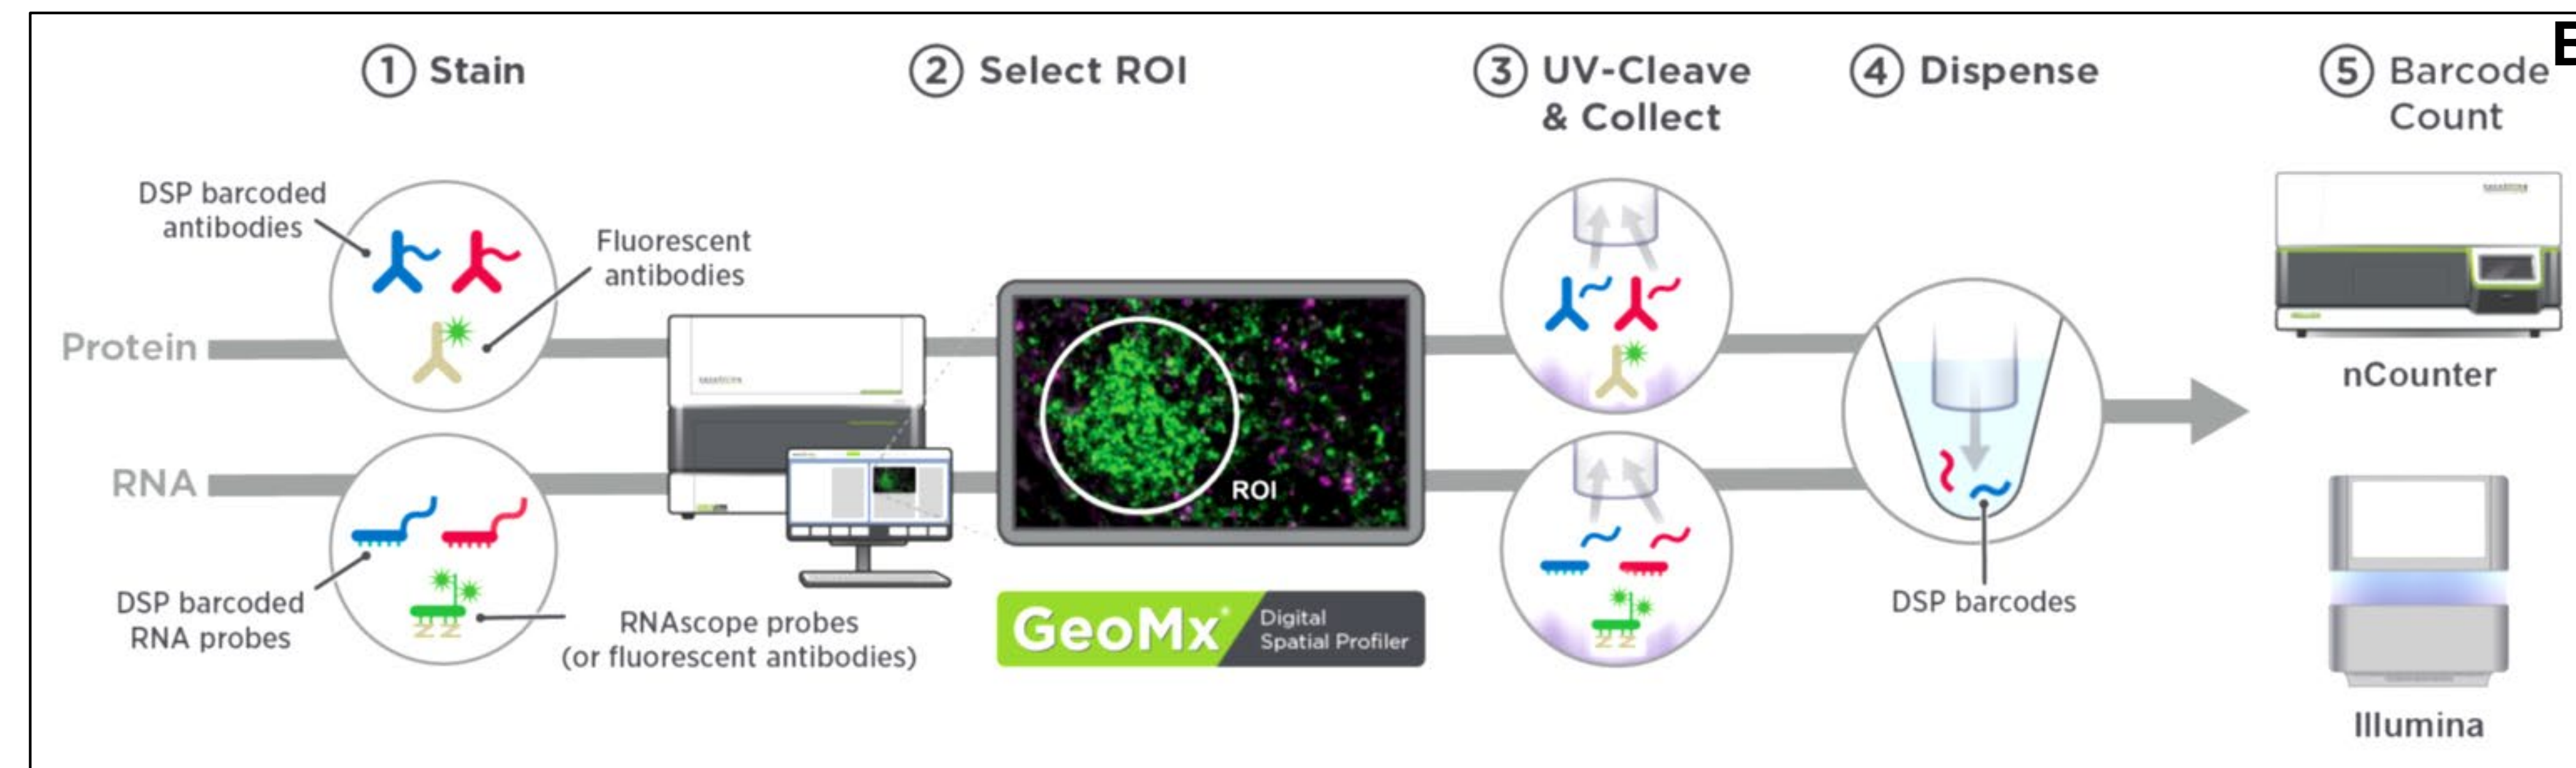 1 Stain
2 Select ROI
3 UV-Cleave
& Collect
4 Dispense
5 Barcode
Count
E
DSP barcoded
antibodies
Fluorescent
antibodies
Protein
RNA
DSP barcoded
RNA probes
RNAscope probes
(or fluorescent antibodies)
ROI
GeoMx
Digital
Spatial Profiler
DSP barcodes
nCounter
Illumina